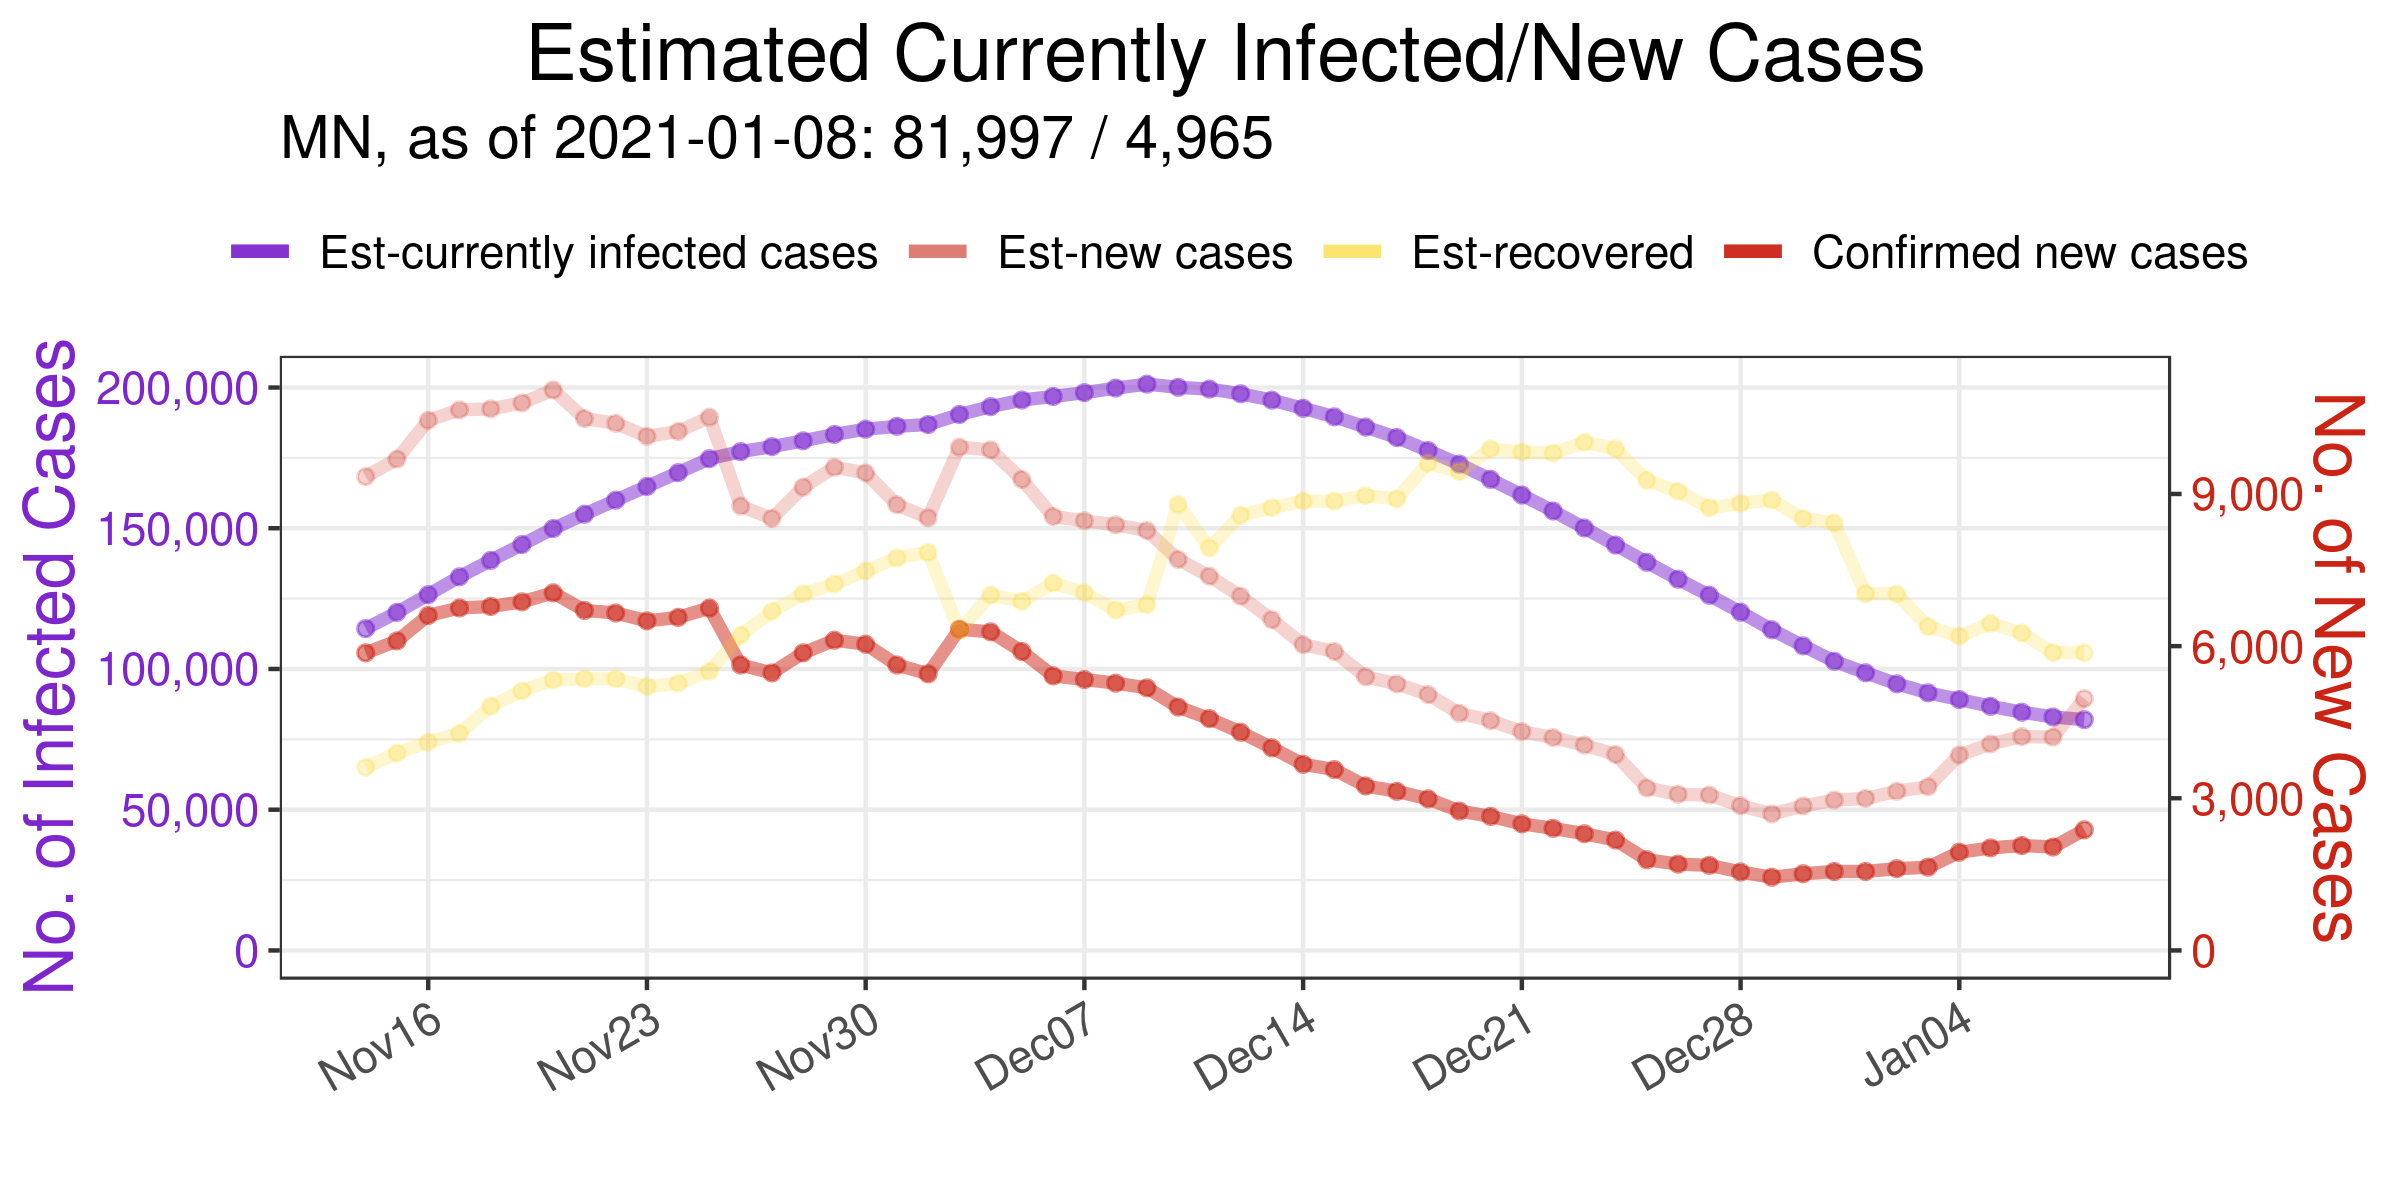 Estimated Currently Infected/New Cases
MN, as of 2021-01-08: 81,997 / 4,965
Est-currently infected cases Est-new cases Est-recovered Confirmed new cases
No. of Infected Cases
200,000
150,000
100,000
50,000
0
No. of New Cases
9,000
6,000
3,000
0
Nov16 Nov23 Nov30 Dec07 Dec14 Dec21 Dec28 Jan04